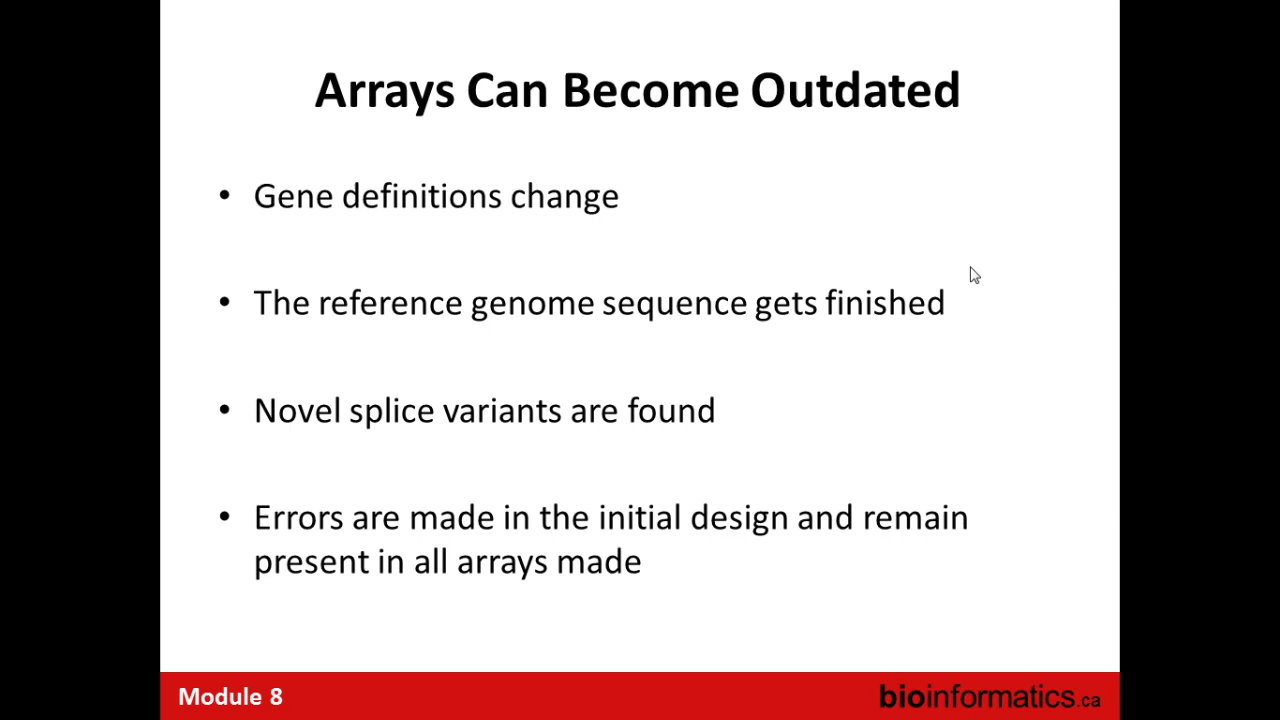 Arrays Can Become Outdated
• Gene definitions change
• The reference genome sequence gets finished
• Novel splice variants are found
• Errors are made in the initial design and remain
present in all arrays made
Module 8
bioinformatics.ca